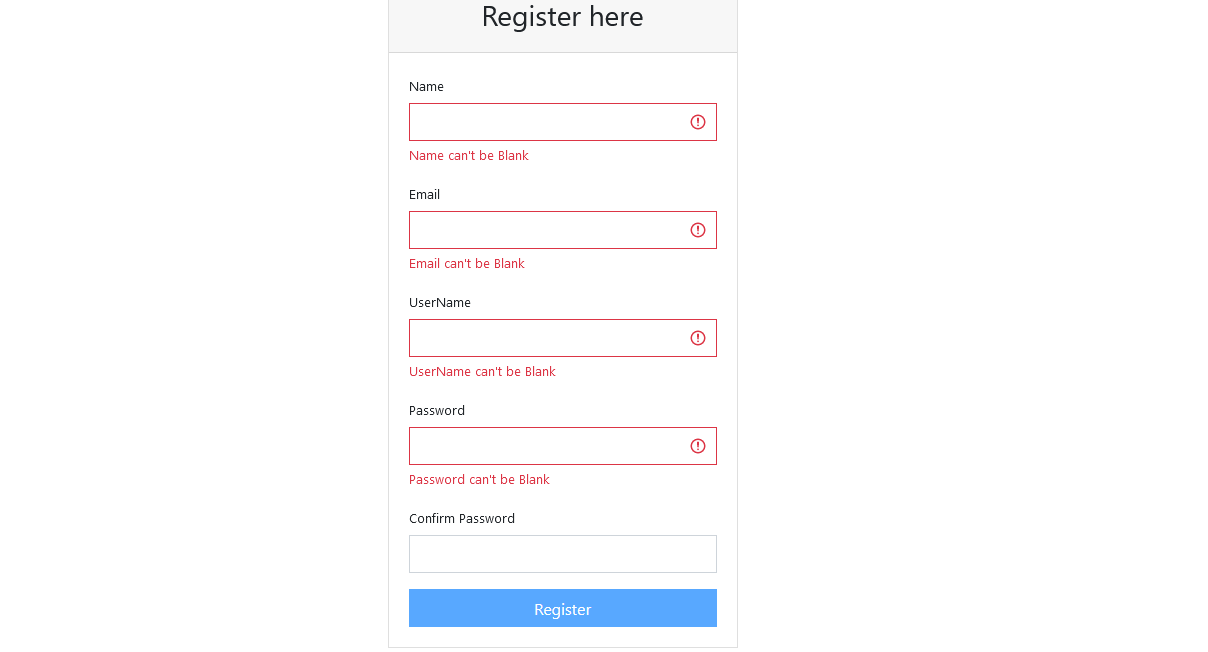 Register here
Name
Name can't be Blank
Email
Email can't be Blank
UserName
UserName can't be Blank
Password
Password can't be Blank
Confirm Password
Register